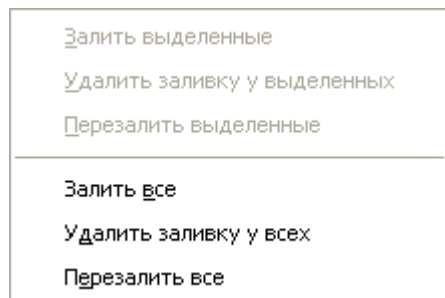 Залить выделенные
Удалить заливку у выделенных
Перезалить выделенные
Залить все
Удалить заливку у всех
Перезалить все